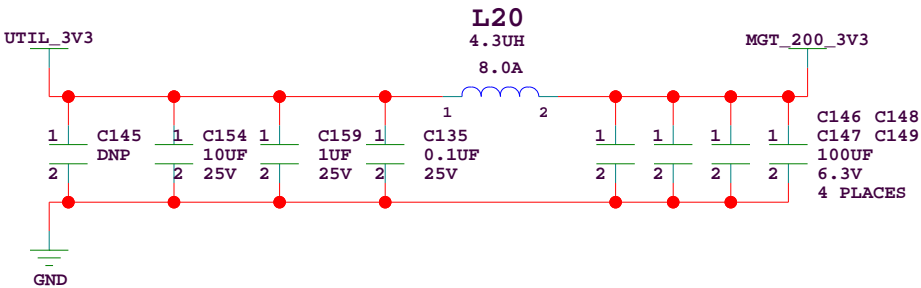 L20
4.3UH
8.0A
UTIL_3V3
MGT_200_3V3
1 2
1 C145
DNP
2
1 C154
10UF
2 25V
1 C159
1UF
2 25V
1 C135
0.1UF
2 25V
1 1 1 1
2 2 2 2
C146 C148
C147 C149
100UF
6.3V
4 PLACES
GND